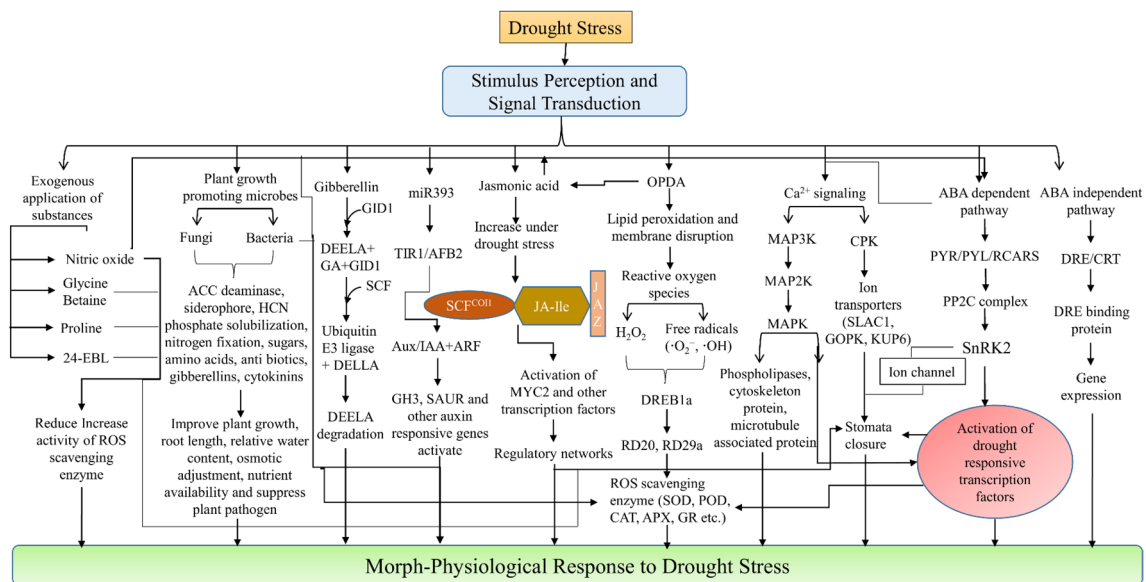 Drought Stress
Stimulus Perception and
Signal Transduction
Exogenous
application of
substances
Nitric oxide
Glycine
Betaine
Proline
24-EBL
Reduce Increase
activity of ROS
scavenging
enzyme
Plant growth
promoting microbes
Fungi
Bacteria
ACC deaminase,
siderophore, HCN
phosphate solubilization,
nitrogen fixation, sugars,
amino acids, anti biotics,
gibberellins, cytokinins
Improve plant growth,
root length, relative water
content, osmotic
adjustment, nutrient
availability and suppress
plant pathogen
Gibberellin
GID1
DEELA+
GA+GID1
SCF
Ubiquitin
E3 ligase
+ DELLA
DEELA
degradation
miR393
TIR1/AFB2
Aux/IAA+ARF
GH3, SAUR and
other auxin
responsive genes
activate
Jasmonic acid
Increase under
drought stress
SCF^COI1
JA-Ile
JAZ
Activation of
MYC2 and other
transcription factors
Regulatory networks
OPDA
Lipid peroxidation and
membrane disruption
Reactive oxygen
species
H₂O₂
Free radicals
(·O₂⁻, ·OH)
DREB1a
RD20, RD29a
ROS scavenging
enzyme (SOD, POD,
CAT, APX, GR etc.)
Ca²⁺ signaling
MAP3K
MAP2K
MAPK
Phospholipases,
cytoskeleton
protein,
microtubule
associated protein
CPK
Ion
transporters
(SLAC1,
GOPK, KUP6)
Stomata
closure
ABA dependent
pathway
PYR/PYL/RCARS
PP2C complex
SnRK2
Ion channel
Activation of
drought
responsive
transcription
factors
ABA independent
pathway
DRE/CRT
DRE binding
protein
Gene
expression
Morph-Physiological Response to Drought Stress